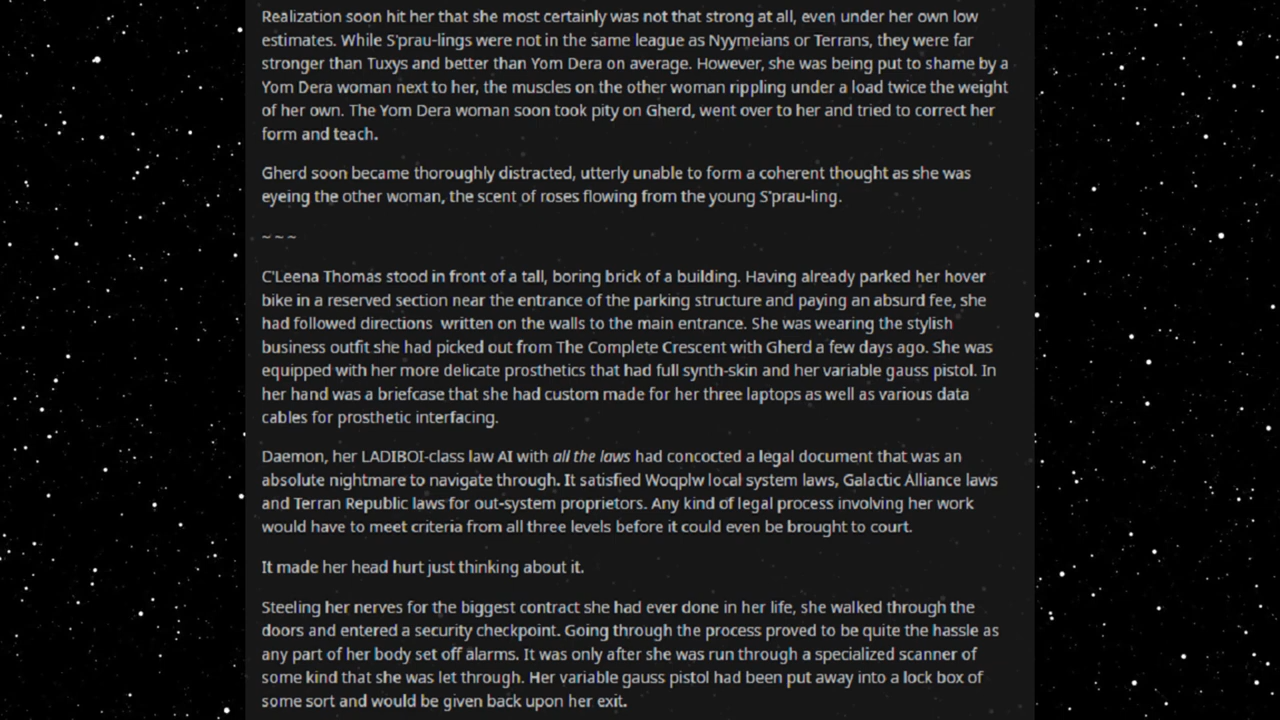 Realization soon hit her that she most certainly was not that strong at all, even under her own low
estimates. While S'prau-lings were not in the same league as Nyymeians or Terrans, they were far
stronger than Tuxys and better than Yom Dera on average. However, she was being put to shame by a
Yom Dera woman next to her, the muscles on the other woman rippling under a load twice the weight
of her own. The Yom Dera woman soon took pity on Gherd, went over to her and tried to correct her
form and teach.
Gherd soon became thoroughly distracted, utterly unable to form a coherent thought as she was
eyeing the other woman, the scent of roses flowing from the young S'prau-ling.
~ ~ ~
C'Leena Thomas stood in front of a tall, boring brick of a building. Having already parked her hover
bike in a reserved section near the entrance of the parking structure and paying an absurd fee, she
had followed directions  written on the walls to the main entrance. She was wearing the stylish
business outfit she had picked out from The Complete Crescent with Gherd a few days ago. She was
equipped with her more delicate prosthetics that had full synth-skin and her variable gauss pistol. In
her hand was a briefcase that she had custom made for her three laptops as well as various data
cables for prosthetic interfacing.
Daemon, her LADIBOI-class law AI with all the laws had concocted a legal document that was an
absolute nightmare to navigate through. It satisfied Woqplw local system laws, Galactic Alliance laws
and Terran Republic laws for out-system proprietors. Any kind of legal process involving her work
would have to meet criteria from all three levels before it could even be brought to court.
It made her head hurt just thinking about it.
Steeling her nerves for the biggest contract she had ever done in her life, she walked through the
doors and entered a security checkpoint. Going through the process proved to be quite the hassle as
any part of her body set off alarms. It was only after she was run through a specialized scanner of
some kind that she was let through. Her variable gauss pistol had been put away into a lock box of
some sort and would be given back upon her exit.